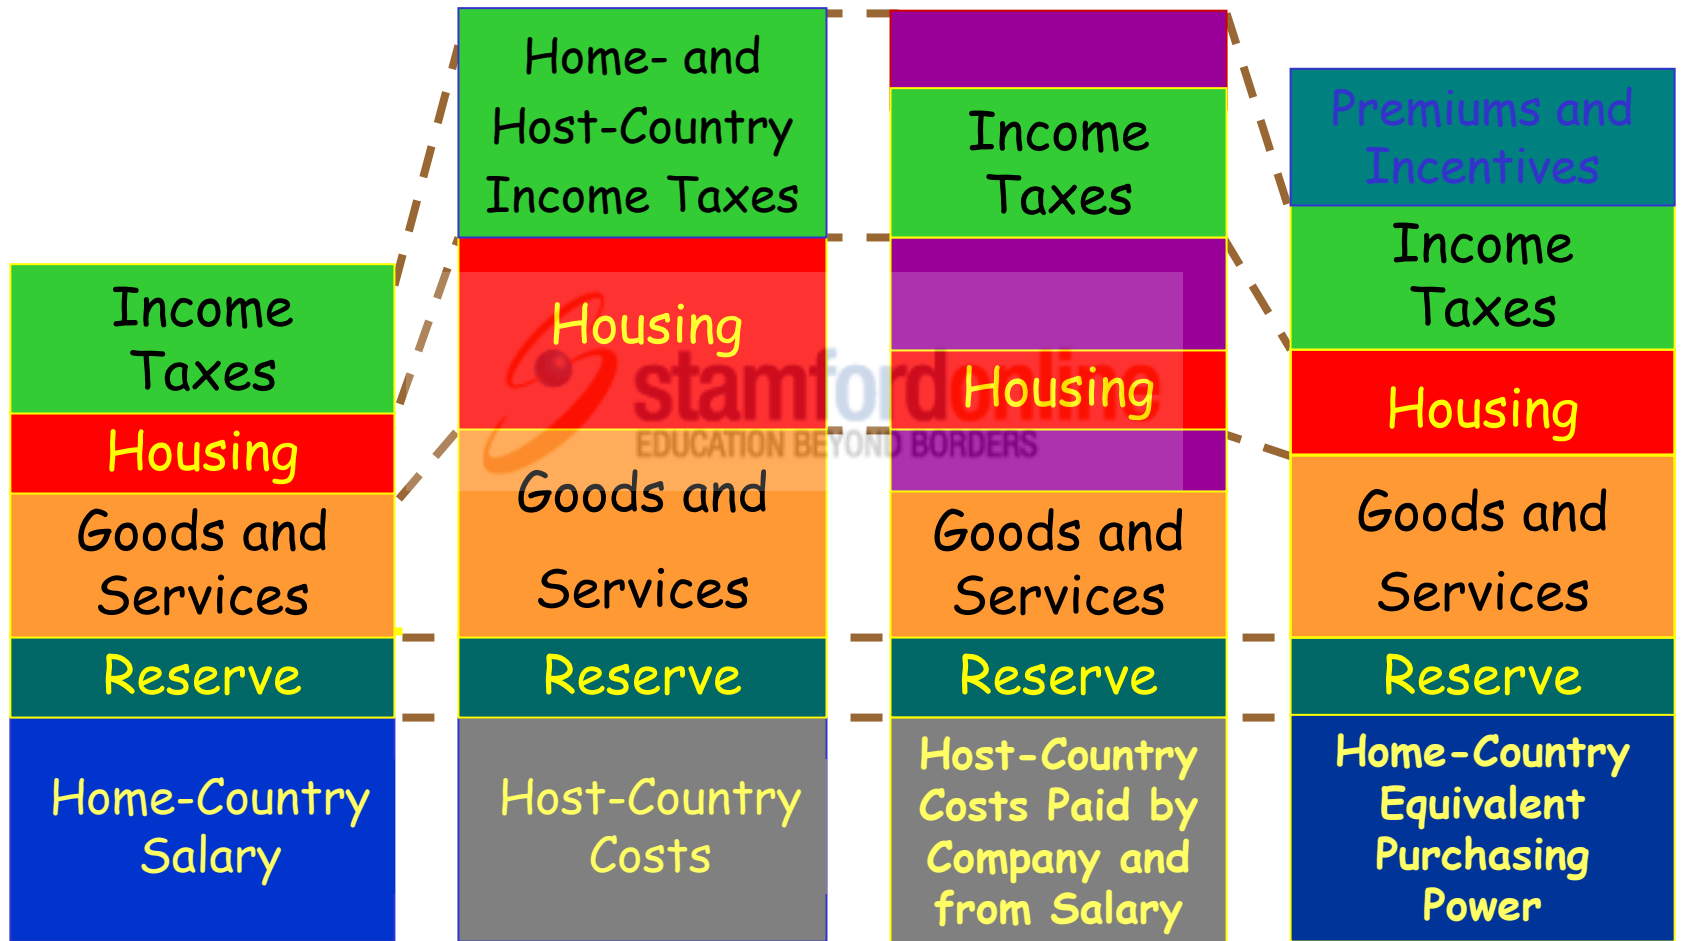 Income
Taxes
Housing
Goods and
Services
Reserve
Home-Country
Salary
Home- and
Host-Country
Income Taxes
Housing
Goods and
Services
Reserve
Host-Country
Costs
Income
Taxes
Housing
Goods and
Services
Reserve
Host-Country
Costs Paid by
Company and
from Salary
Premiums and
Incentives
Income
Taxes
Housing
Goods and
Services
Reserve
Home-Country
Equivalent
Purchasing
Power
stamfordonline
EDUCATION BEYOND BORDERS